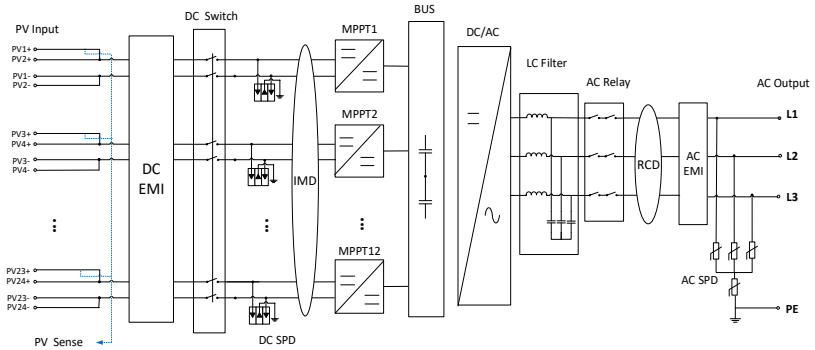 PV Input
DC Switch
MPPT1
BUS
DC/AC
LC Filter
AC Relay
AC Output
PV1+
PV2+
PV1-
PV2-
MPPT2
PV3+
PV4+
PV3-
PV4-
DC
EMI
IMD
RCD
AC
EMI
L1
L2
L3
MPPT12
PV23+
PV24+
PV23-
PV24-
AC SPD
PE
DC SPD
PV Sense